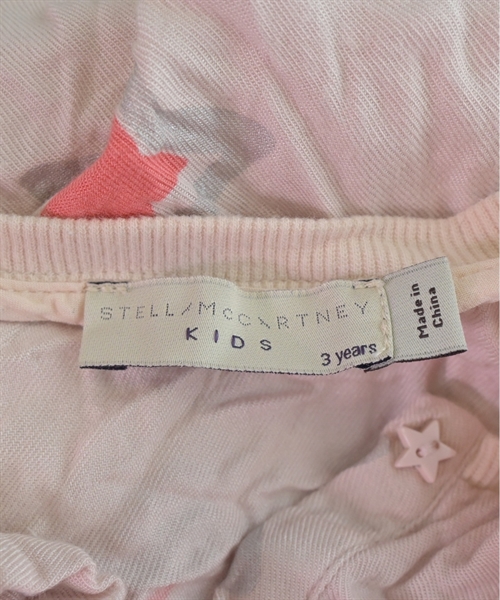 STELLA McCARTNEY
KIDS
3 years
Made in
China